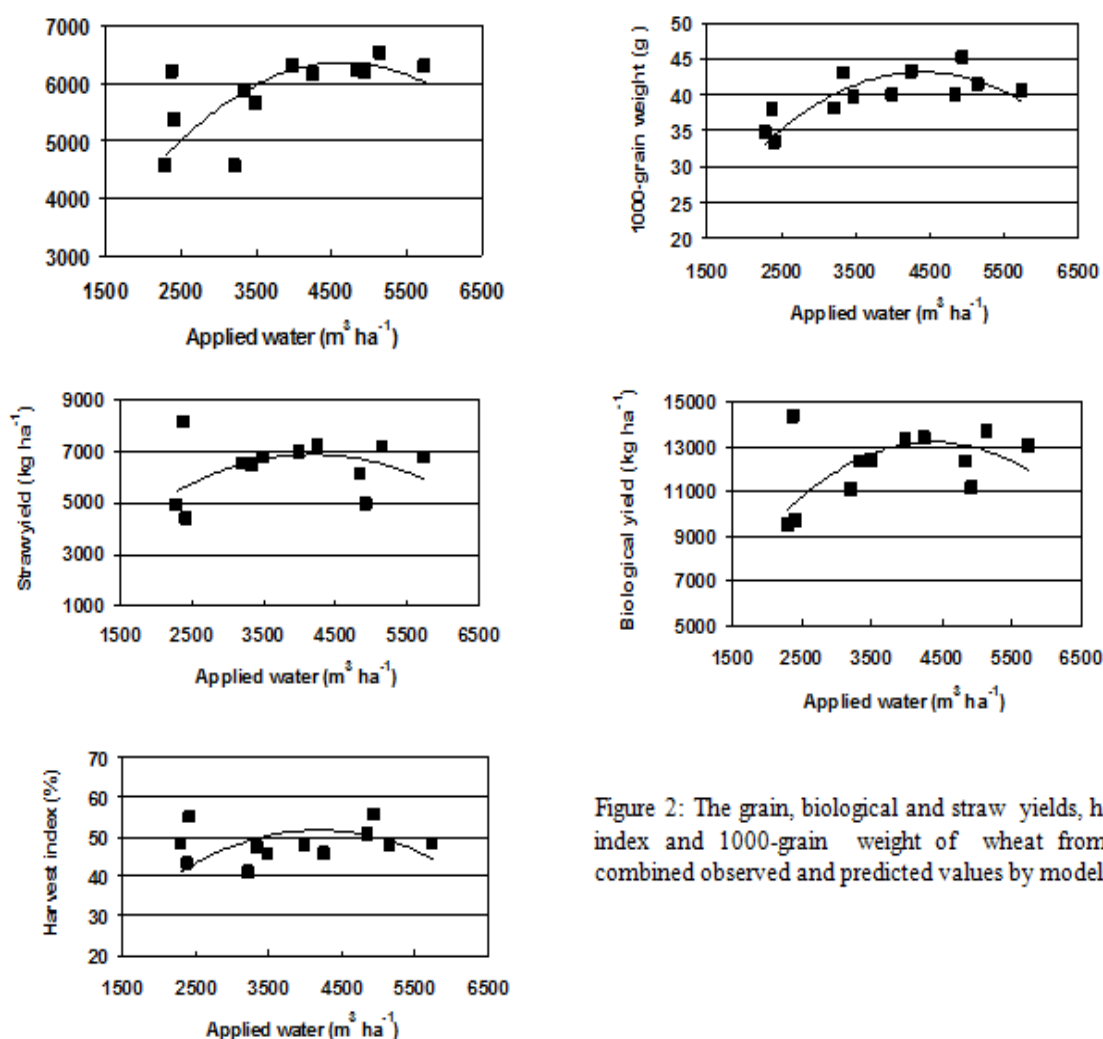 7000
6000
5000
4000
3000
1500 2500 3500 4500 5500 6500
Applied water (m³ ha⁻¹)
1000-grain weight (g)
50
45
40
35
30
25
20
1500 2500 3500 4500 5500 6500
Applied water (m³ ha⁻¹)
Straw yield (kg ha⁻¹)
9000
7000
5000
3000
1000
1500 2500 3500 4500 5500 6500
Applied water (m³ ha⁻¹)
Biological yield (kg ha⁻¹)
15000
13000
11000
9000
7000
5000
1500 2500 3500 4500 5500 6500
Applied water (m³ ha⁻¹)
Harvest index (%)
70
60
50
40
30
20
1500 2500 3500 4500 5500 6500
Applied water (m³ ha⁻¹)
Figure 2: The grain, biological and straw yields, h
index and 1000-grain weight of wheat from
combined observed and predicted values by model